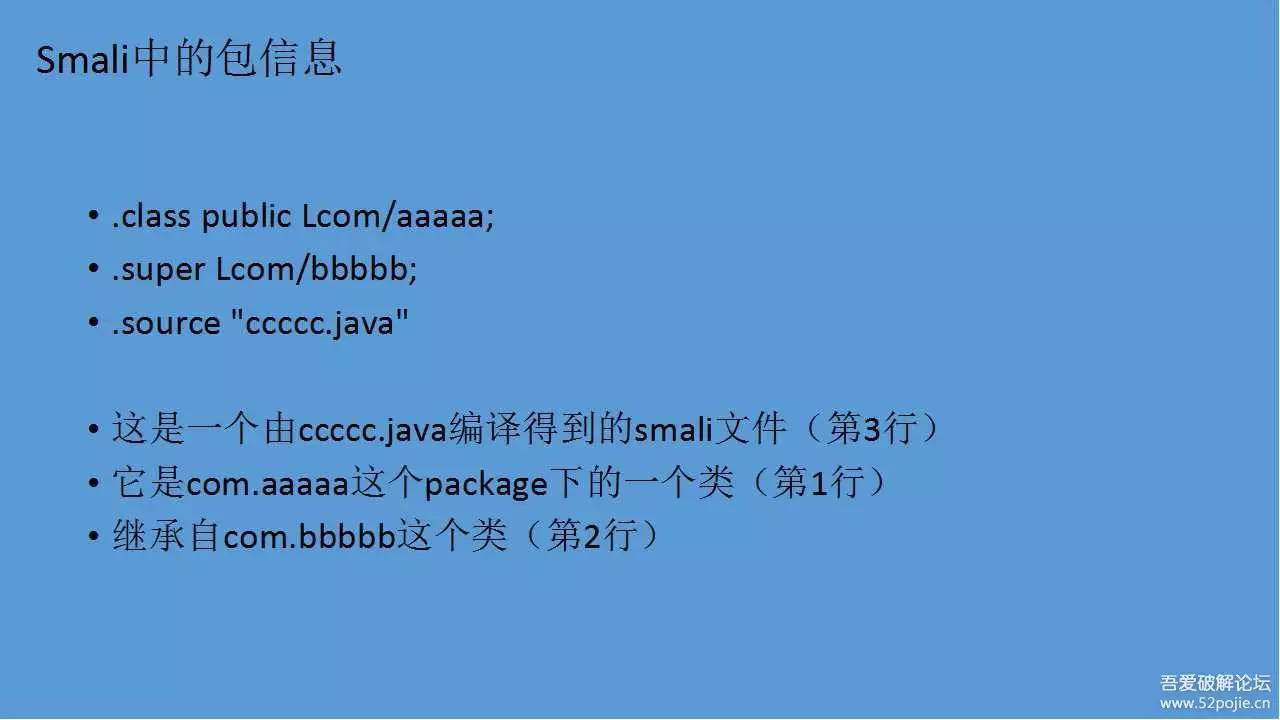 Smali中的包信息
• .class public Lcom/aaaaa;
• .super Lcom/bbbbb;
• .source "ccccc.java"
• 这是一个由ccccc.java编译得到的smali文件（第3行）
• 它是com.aaaaa这个package下的一个类（第1行）
• 继承自com.bbbbb这个类（第2行）
吾爱破解论坛
www.52pojie.cn